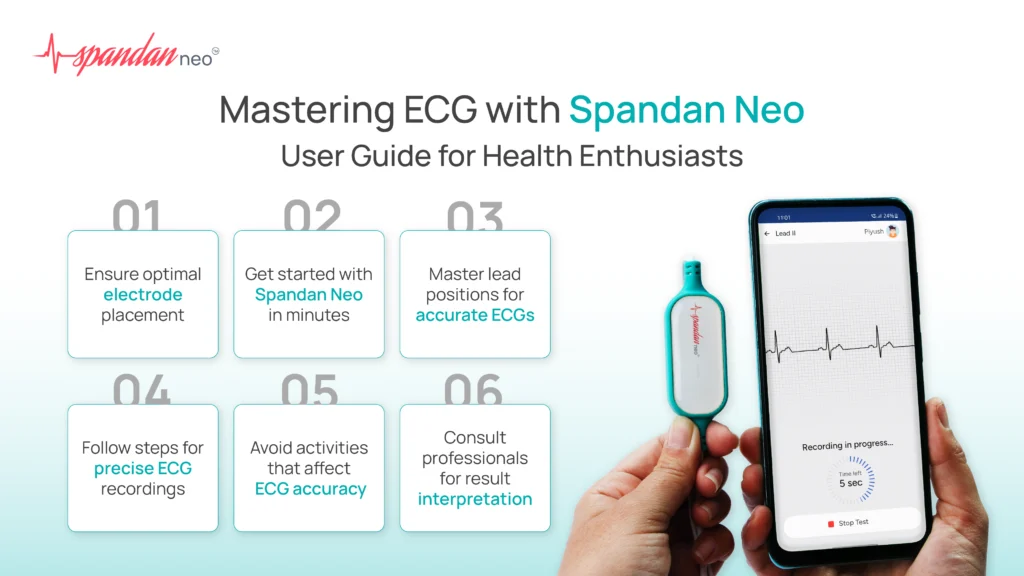 spandan neo
Mastering ECG with Spandan Neo
User Guide for Health Enthusiasts
01
Ensure optimal
electrode
placement
02
Get started with
Spandan Neo
in minutes
03
Master lead
positions for
accurate ECGs
04
Follow steps for
precise ECG
recordings
05
Avoid activities
that affect
ECG accuracy
06
Consult
professionals
for result
interpretation
spandan neo
11:01
24%
Lead II
Piyush
Recording in progress...
Time left
5 sec
Stop Test